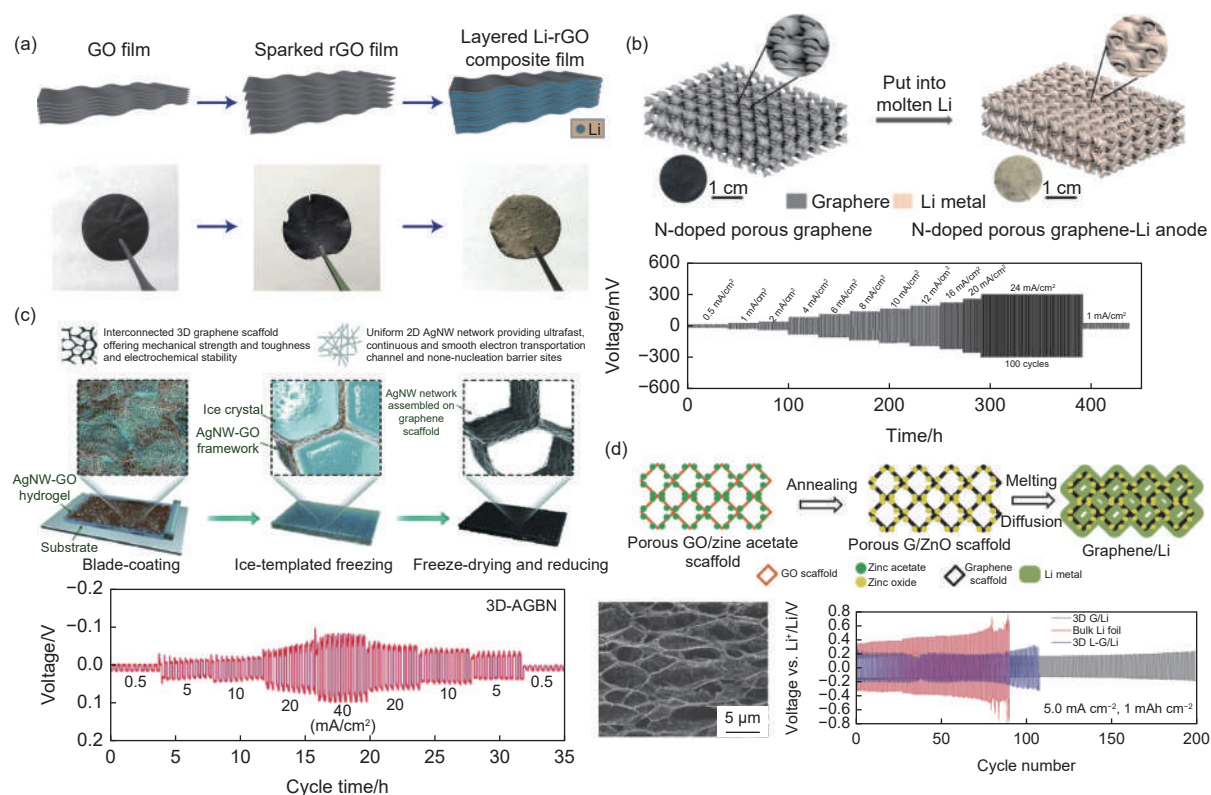 (a)
GO film
Sparked rGO film
Layered Li-rGO
composite film
Li
(b)
Put into
molten Li
1 cm
1 cm
Graphere
Li metal
N-doped porous graphene
N-doped porous graphene-Li anode
600
300
0
−300
−600
Voltage/mV
0.5 mA/cm²
1 mA/cm²
2 mA/cm²
4 mA/cm²
6 mA/cm²
8 mA/cm²
10 mA/cm²
12 mA/cm²
16 mA/cm²
20 mA/cm²
24 mA/cm²
1 mA/cm²
100 cycles
0
100
200
300
400
Time/h
(c)
Interconnected 3D graphene scaffold
offering mechanical strength and toughness
and electrochemical stability
Uniform 2D AgNW network providing ultrafast,
continuous and smooth electron transportation
channel and none-nucleation barrier sites
Ice crystal
AgNW-GO
framework
AgNW network
assembled on
graphene
scaffold
AgNW-GO
hydrogel
Substrate
Blade-coating
Ice-templated freezing
Freeze-drying and reducing
−0.2
−0.1
0.0
0.1
0.2
Voltage/V
3D-AGBN
0.5
5
10
20
40
(mA/cm²)
20
10
5
0.5
0
5
10
15
20
25
30
35
Cycle time/h
(d)
Annealing
Melting
Diffusion
Porous GO/zine acetate
scaffold
Porous G/ZnO scaffold
Graphene/Li
GO scaffold
Zinc acetate
Zinc oxide
Graphene
scaffold
Li metal
5 μm
0.8
0.6
0.4
0.2
0
−0.2
−0.4
−0.6
−0.8
Voltage vs. Li⁺/Li/V
3D G/Li
Bulk Li foil
3D L-G/Li
5.0 mA cm⁻², 1 mAh cm⁻²
0
50
100
150
200
Cycle number